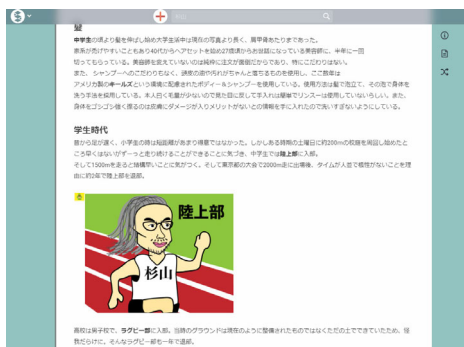 髪
中学生の頃より髪を伸ばし始め大学生活中は現在の写真より長く、肩甲骨あたりまであった。
素系が禿げやすいこともあり40代からヘアセットを始め27歳頃からお世話になっている美容師に、半年に一回
切ってもらっている。美容師を変えていないのは純粋に注文が面倒だからであり、特にこだわりはない。
また、シャンプーへのこだわりもなく、頭皮の油や汚れがちゃんと落ちるものを使用し、ここ数年は
アメリカ製のキールズという環境に配慮されたボディー＆シャンプーを使用している。使用方法は髪で泡立て、その泡で身体を
洗う手法を採用している。本人曰く毛量が少ないので見た目に反して手入れは簡単でリンスーは使用していないらしい。また、
身体をゴシゴシ強く擦るのは皮膚にダメージが入りメリットがないとの情報を手に入れたので洗いすぎないようにしている。
学生時代
昔から足が速く、小学生の時は短距離があまり得意ではなかった。しかしある時期の土曜日に約200mの校庭を周回し始めたと
ころ早くはないがずーっと走り続けることができることに気づき、中学生では陸上部に入部。
そして1500mを走ると結構早いことに気がつく。そして東京都の大会で2000m走に出場後、タイムが人並で根性がないことを理
由に約2年で陸上部を退部。
陸上部
杉山
高校は男子校で、ラグビー部に入部。当時のグラウンドは現在のように整備されたものではなくただの土でできていたため、怪
我だらけに。そんなラグビー部も一年で退部。